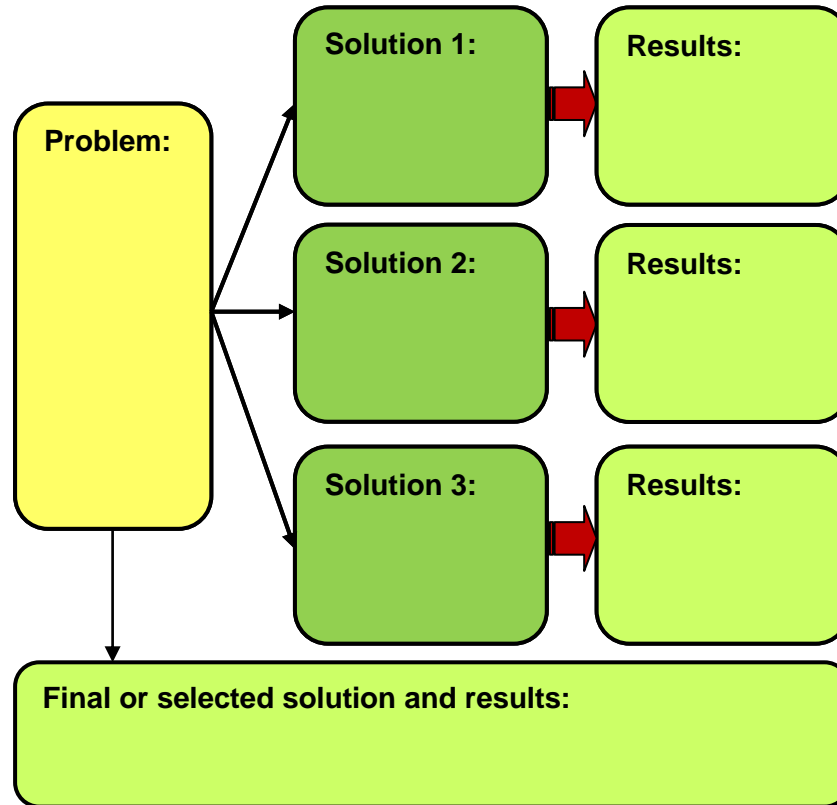 Problem:
Solution 1:
Results:
Solution 2:
Results:
Solution 3:
Results:
Final or selected solution and results: